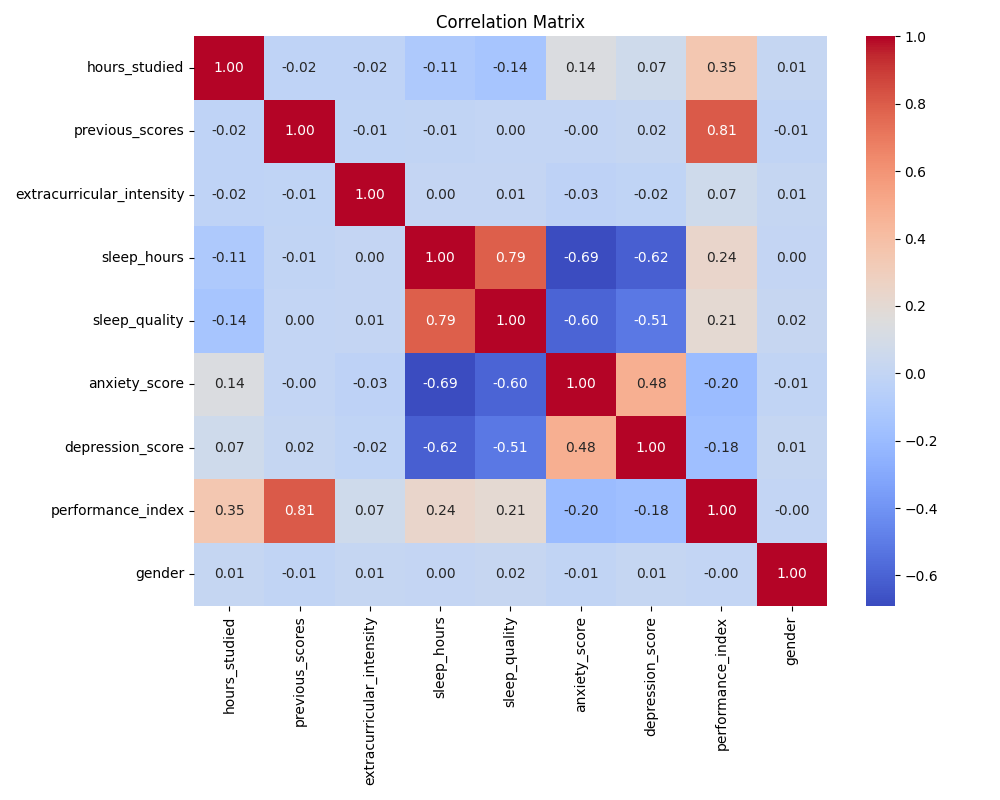 Correlation Matrix
hours_studied 1.00 -0.02 -0.02 -0.11 -0.14 0.14 0.07 0.35 0.01
previous_scores -0.02 1.00 -0.01 -0.01 0.00 -0.00 0.02 0.81 -0.01
extracurricular_intensity -0.02 -0.01 1.00 0.00 0.01 -0.03 -0.02 0.07 0.01
sleep_hours -0.11 -0.01 0.00 1.00 0.79 -0.69 -0.62 0.24 0.00
sleep_quality -0.14 0.00 0.01 0.79 1.00 -0.60 -0.51 0.21 0.02
anxiety_score 0.14 -0.00 -0.03 -0.69 -0.60 1.00 0.48 -0.20 -0.01
depression_score 0.07 0.02 -0.02 -0.62 -0.51 0.48 1.00 -0.18 0.01
performance_index 0.35 0.81 0.07 0.24 0.21 -0.20 -0.18 1.00 -0.00
gender 0.01 -0.01 0.01 0.00 0.02 -0.01 0.01 -0.00 1.00
hours_studied
previous_scores
extracurricular_intensity
sleep_hours
sleep_quality
anxiety_score
depression_score
performance_index
gender
1.0
0.8
0.6
0.4
0.2
0.0
−0.2
−0.4
−0.6